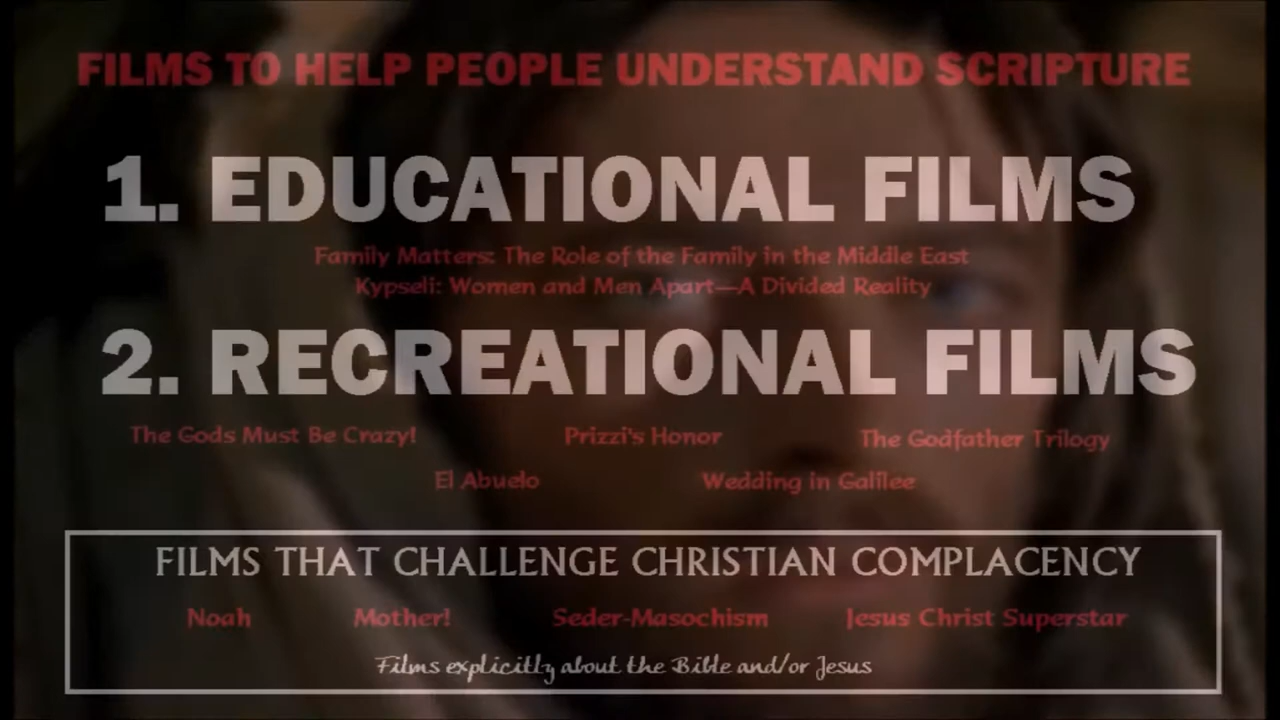 FILMS TO HELP PEOPLE UNDERSTAND SCRIPTURE
1. EDUCATIONAL FILMS
Family Matters: The Role of the Family in the Middle East
Kypseli: Women and Men Apart—A Divided Reality
2. RECREATIONAL FILMS
The Gods Must Be Crazy! Prizzi's Honor The Godfather Trilogy
El Abuelo Wedding in Galilee
FILMS THAT CHALLENGE CHRISTIAN COMPLACENCY
Noah Mother! Seder-Masochism Jesus Christ Superstar
Films explicitly about the Bible and/or Jesus